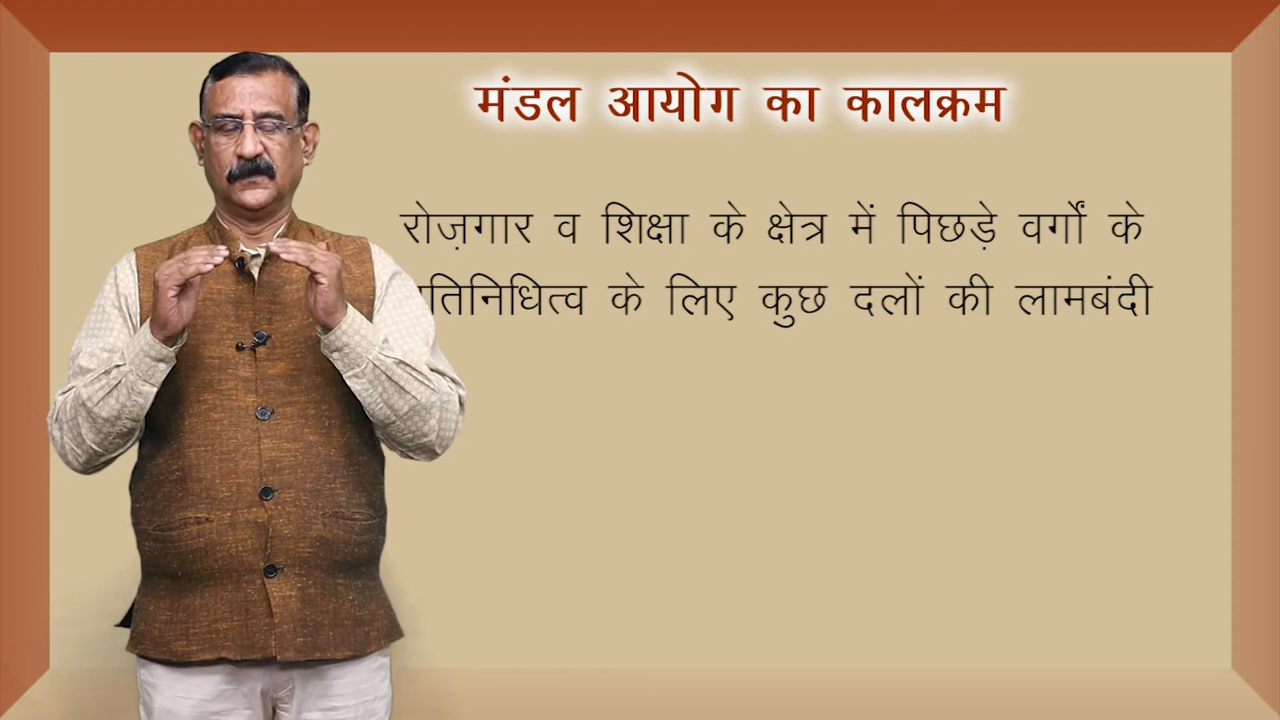 मंडल आयोग का कालक्रम
रोज़गार व शिक्षा के क्षेत्र में पिछड़े वर्गों के
के लिए कुछ दलों की लामबंदी